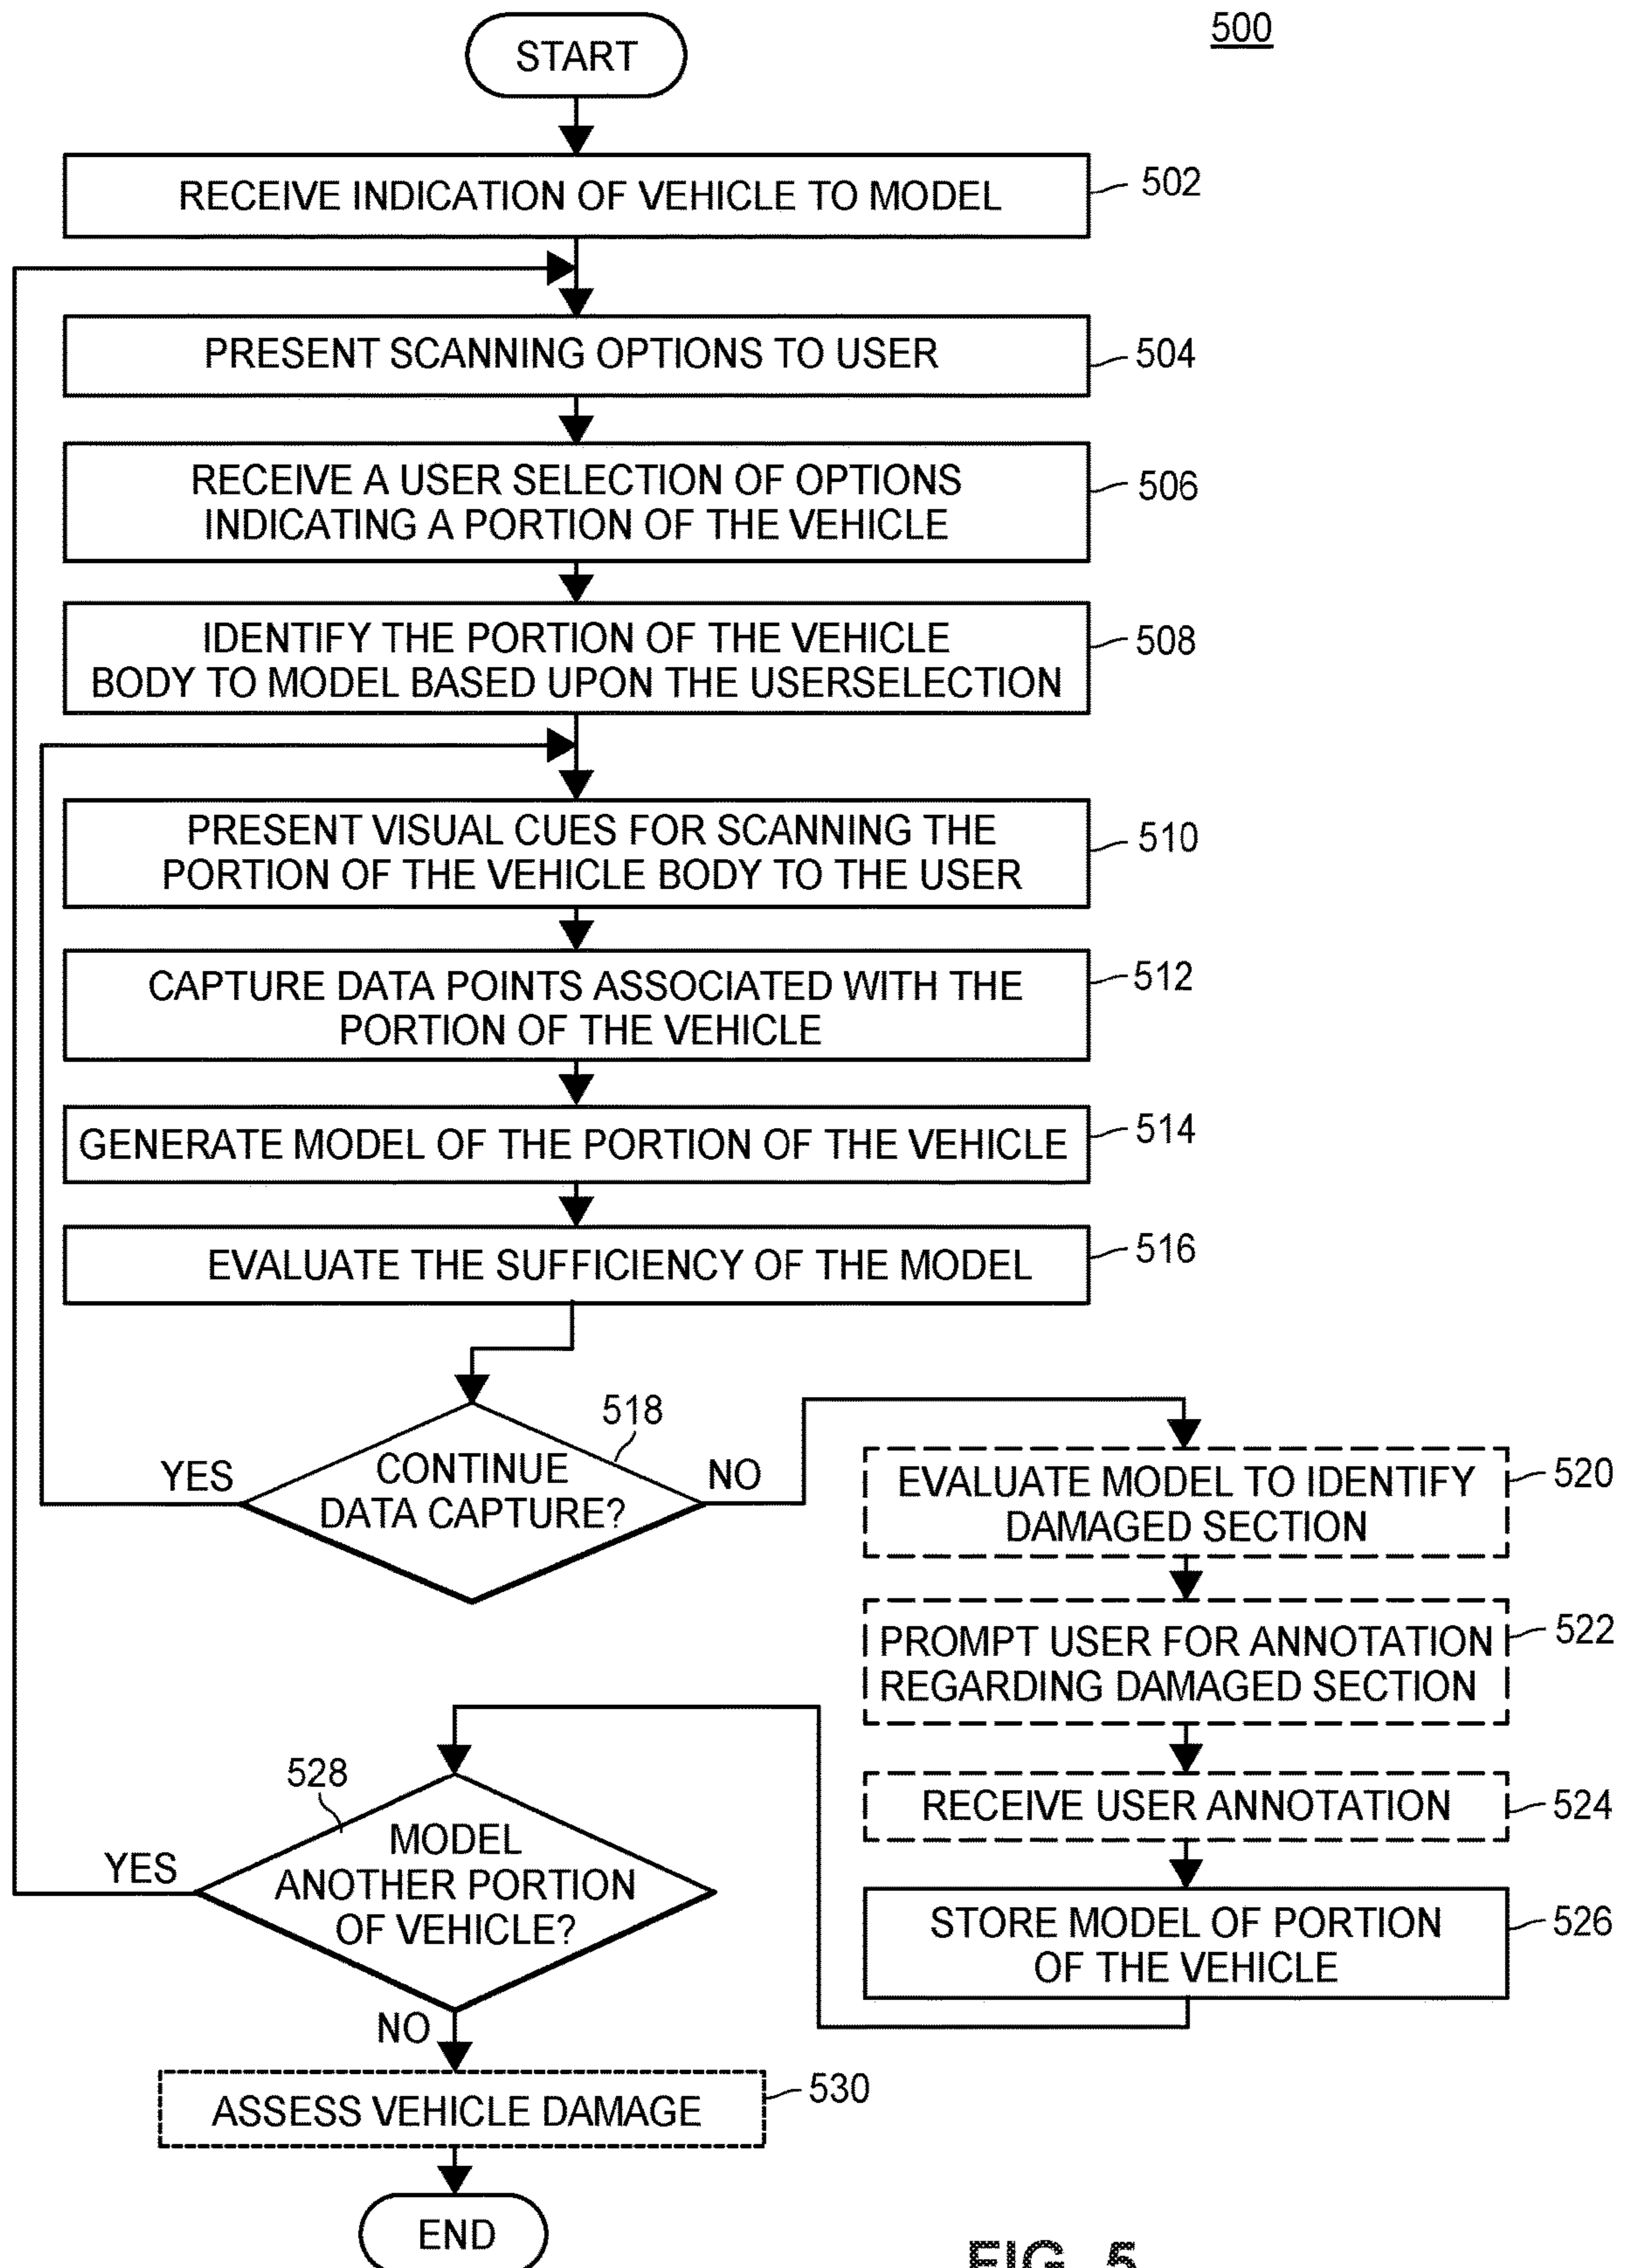 500
START
RECEIVE INDICATION OF VEHICLE TO MODEL
502
PRESENT SCANNING OPTIONS TO USER
504
RECEIVE A USER SELECTION OF OPTIONS
INDICATING A PORTION OF THE VEHICLE
506
IDENTIFY THE PORTION OF THE VEHICLE
BODY TO MODEL BASED UPON THE USERSELECTION
508
PRESENT VISUAL CUES FOR SCANNING THE
PORTION OF THE VEHICLE BODY TO THE USER
510
CAPTURE DATA POINTS ASSOCIATED WITH THE
PORTION OF THE VEHICLE
512
GENERATE MODEL OF THE PORTION OF THE VEHICLE
514
EVALUATE THE SUFFICIENCY OF THE MODEL
516
518
YES
CONTINUE
DATA CAPTURE?
NO
EVALUATE MODEL TO IDENTIFY
DAMAGED SECTION
520
PROMPT USER FOR ANNOTATION
REGARDING DAMAGED SECTION
522
RECEIVE USER ANNOTATION
524
STORE MODEL OF PORTION
OF THE VEHICLE
526
528
YES
MODEL
ANOTHER PORTION
OF VEHICLE?
NO
ASSESS VEHICLE DAMAGE
530
END
FIG. 5